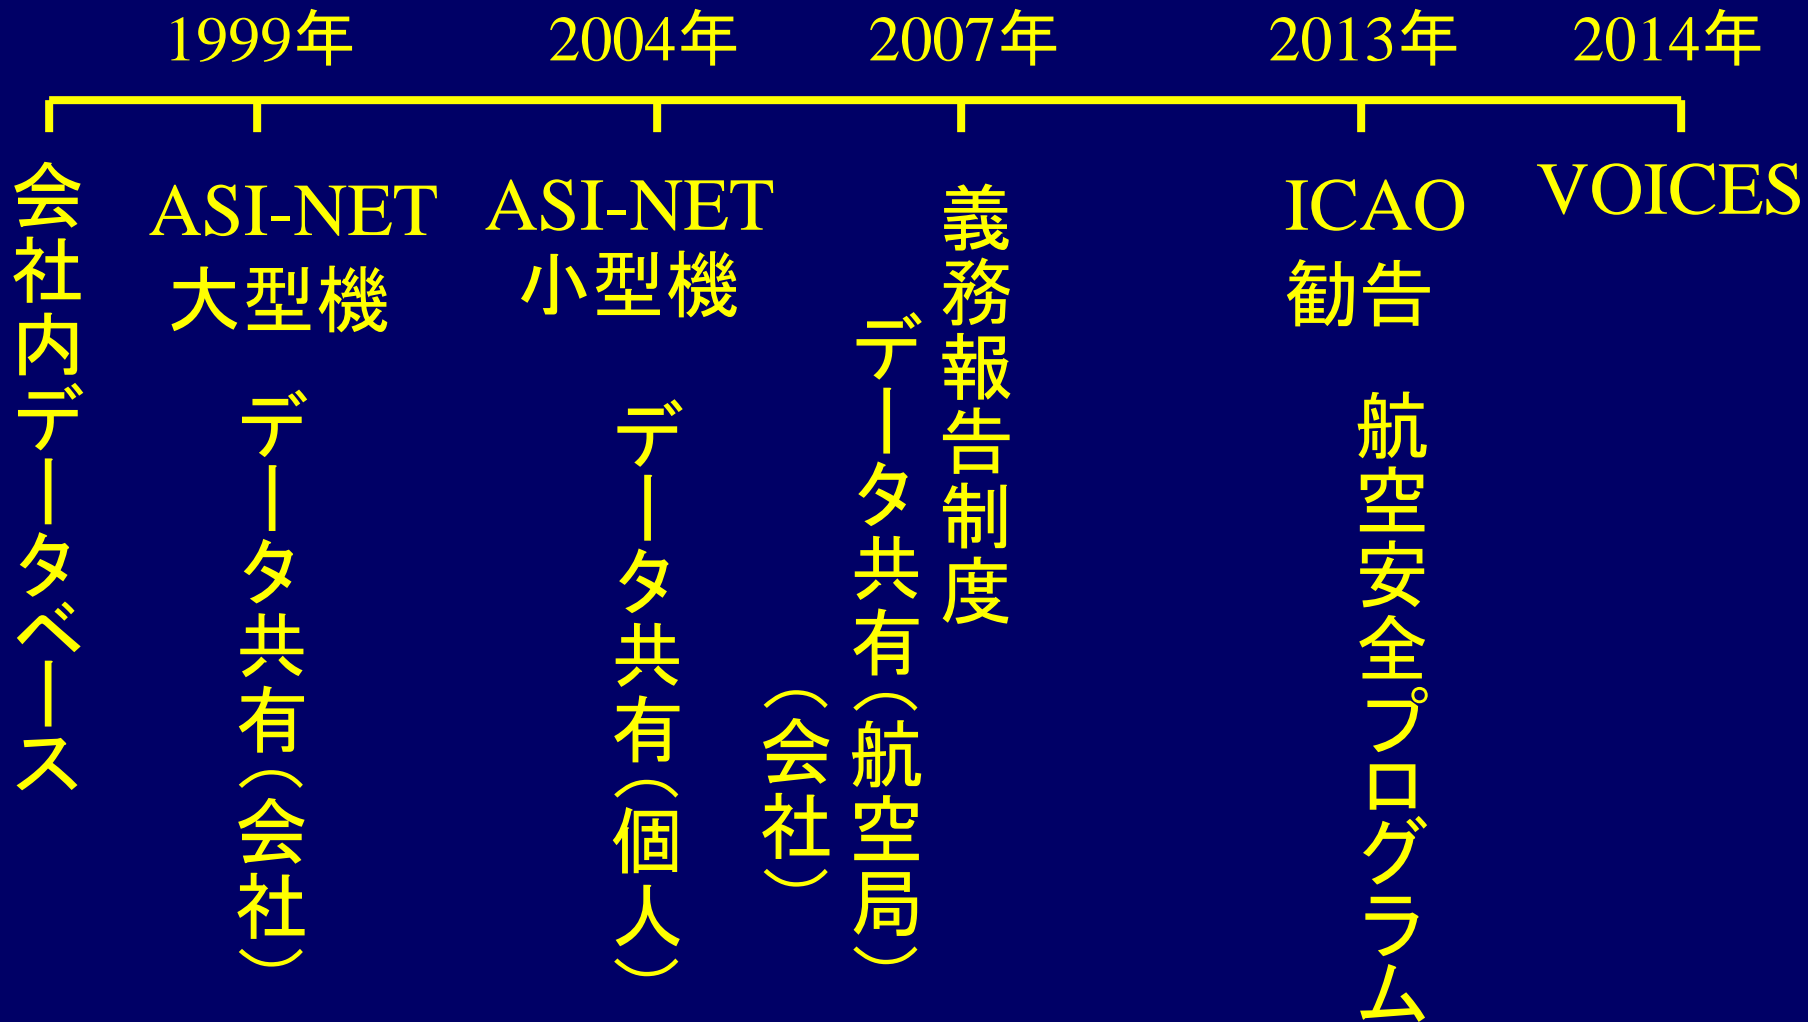 1999年
2004年
2007年
2013年
2014年
会社内データベース
ASI-NET
大型機
データ共有(会社)
ASI-NET
小型機
データ共有(個人)
義務報告制度
データ共有(航空局)
(会社)
ICAO
勧告
航空安全プログラム
VOICES